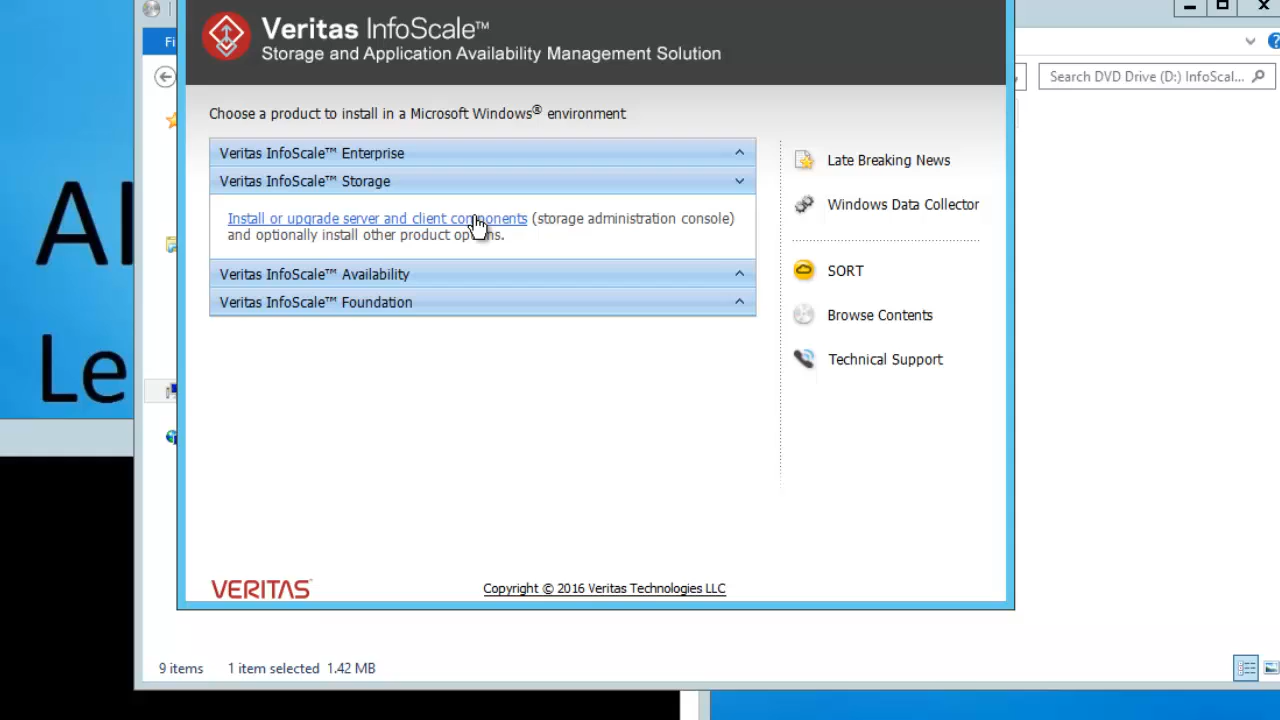 Veritas InfoScale™
Storage and Application Availability Management Solution
Fi
Search DVD Drive (D:) InfoScal...
Choose a product to install in a Microsoft Windows® environment
Veritas InfoScale™ Enterprise
Veritas InfoScale™ Storage
Install or upgrade server and client components (storage administration console)
and optionally install other product options.
Veritas InfoScale™ Availability
Veritas InfoScale™ Foundation
Late Breaking News
Windows Data Collector
SORT
Browse Contents
Technical Support
Le
VERITAS
Copyright © 2016 Veritas Technologies LLC
9 items 1 item selected 1.42 MB